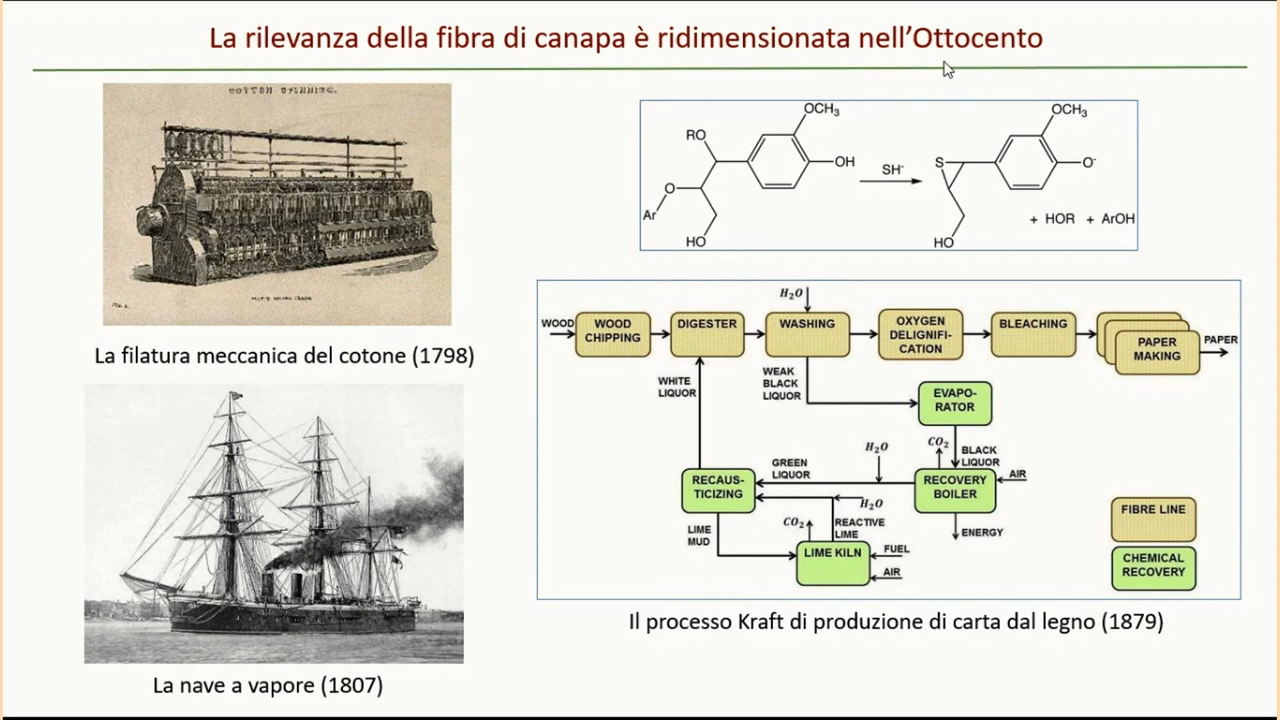 La rilevanza della fibra di canapa è ridimensionata nell'Ottocento
COTTON SPINNING.
La filatura meccanica del cotone (1798)
La nave a vapore (1807)
OCH₃
RO
OH
O
Ar
HO
SH⁻
OCH₃
S
O⁻
+ HOR + ArOH
HO
H₂O
WOOD
WOOD
CHIPPING
DIGESTER
WASHING
OXYGEN
DELIGNIFI-
CATION
BLEACHING
PAPER
MAKING
PAPER
WHITE
LIQUOR
WEAK
BLACK
LIQUOR
EVAPO-
RATOR
CO₂
BLACK
LIQUOR
H₂O
GREEN
LIQUOR
RECAUS-
TICIZING
RECOVERY
BOILER
AIR
H₂O
ENERGY
LIME
MUD
CO₂
REACTIVE
LIME
LIME KILN
FUEL
AIR
FIBRE LINE
CHEMICAL
RECOVERY
Il processo Kraft di produzione di carta dal legno (1879)